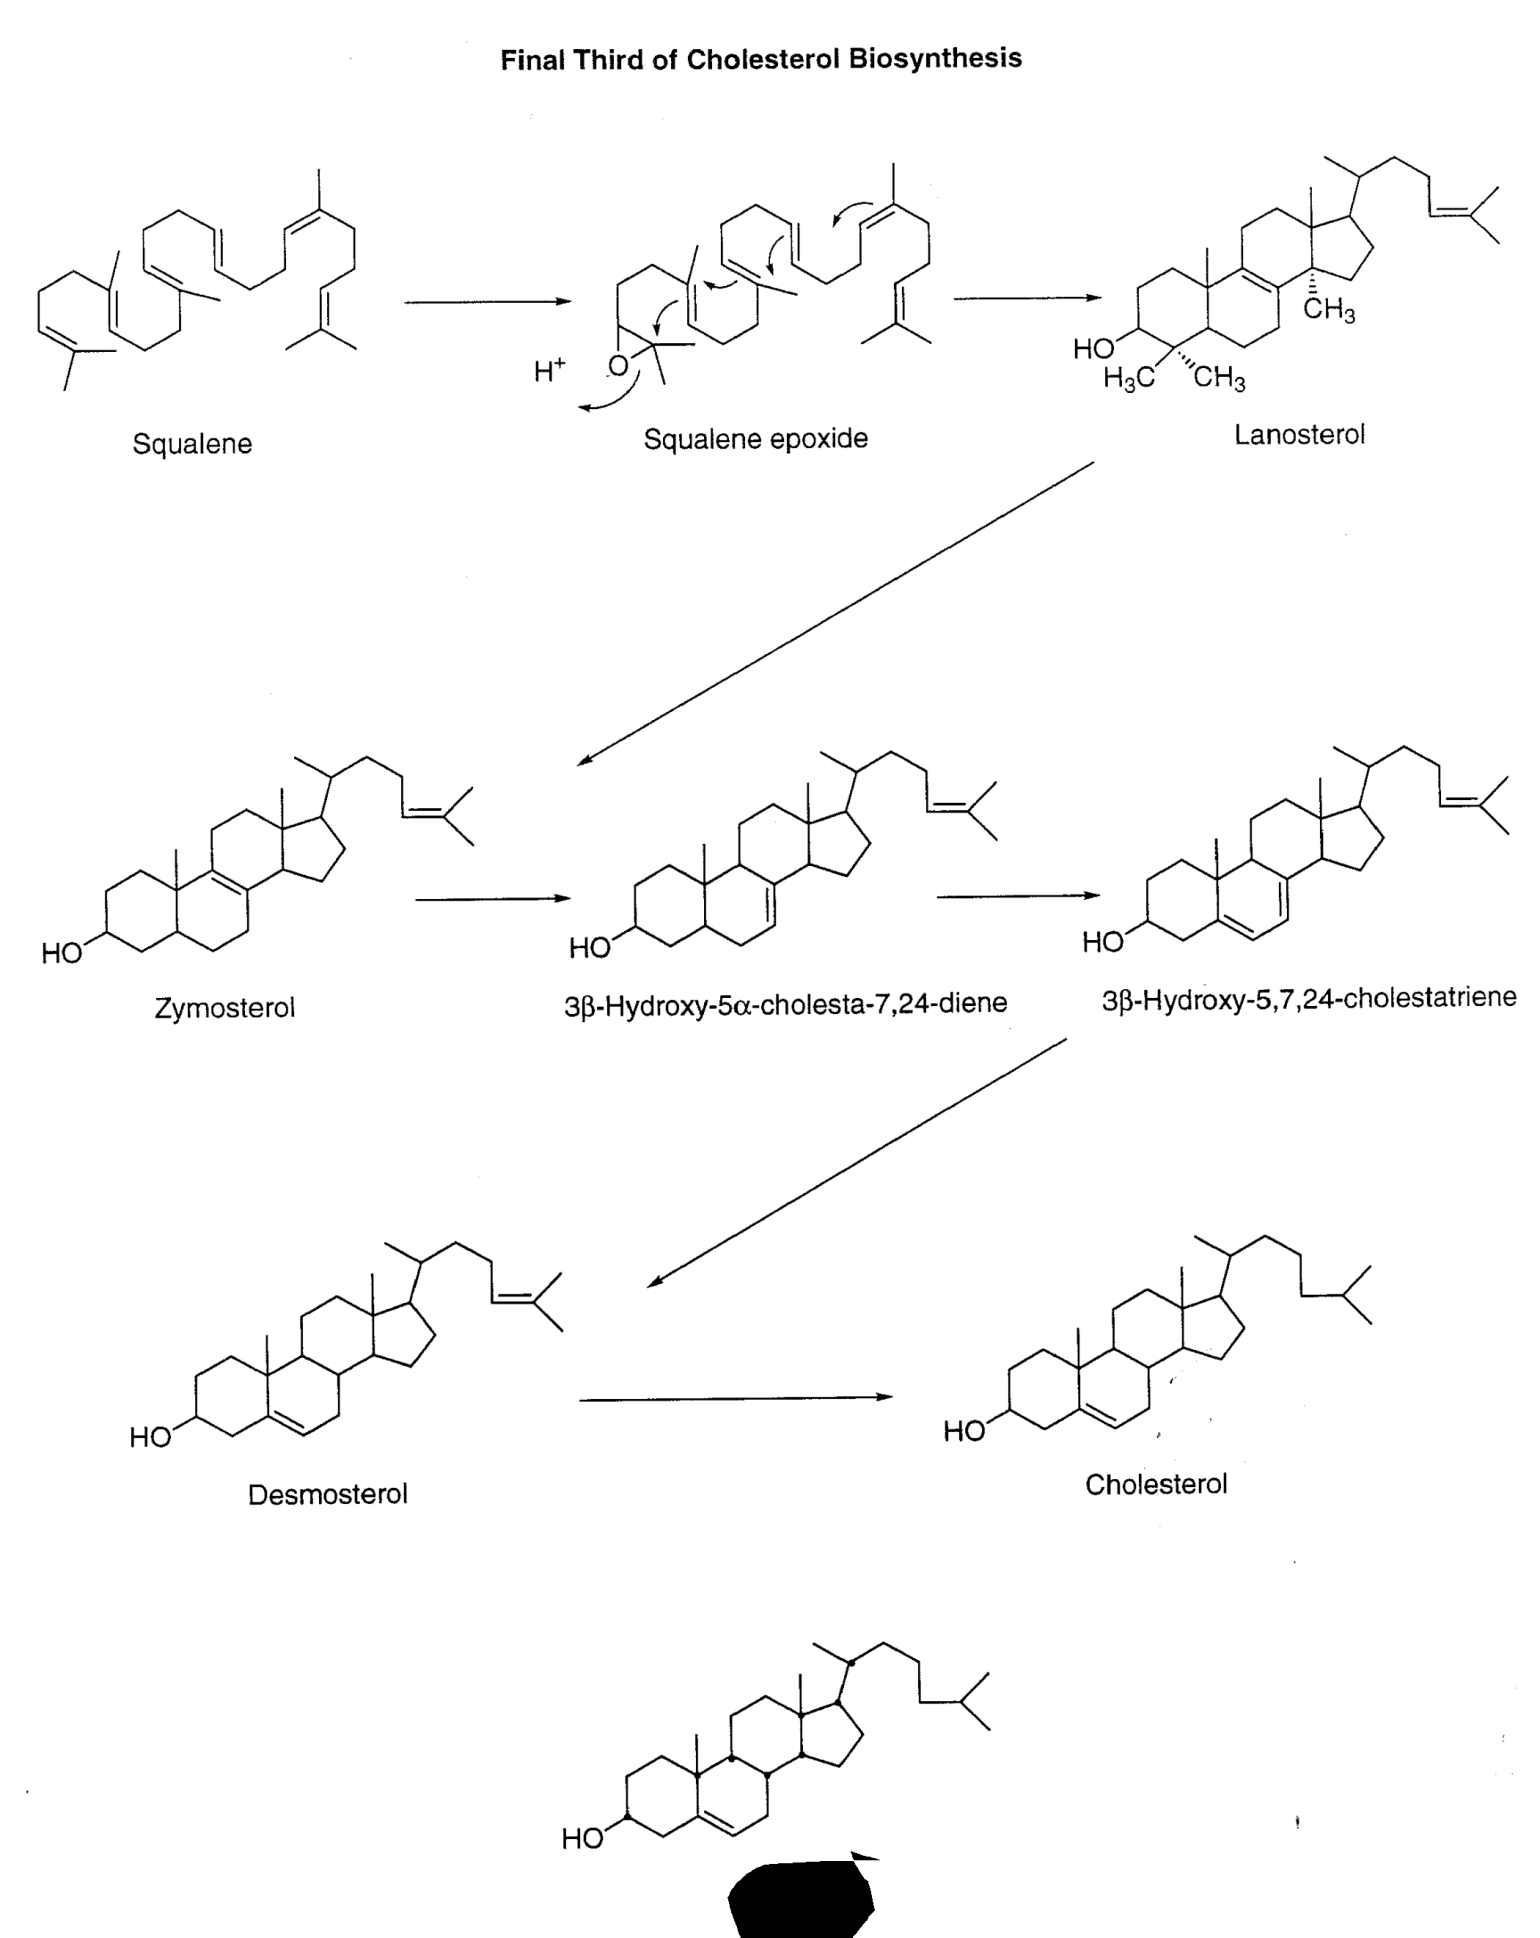 Final Third of Cholesterol Biosynthesis
CH₃
HO
H₃C CH₃
H⁺ O
Squalene
Squalene epoxide
Lanosterol
HO
HO
HO
Zymosterol
3β-Hydroxy-5α-cholesta-7,24-diene
3β-Hydroxy-5,7,24-cholestatriene
HO
HO
Desmosterol
Cholesterol
HO